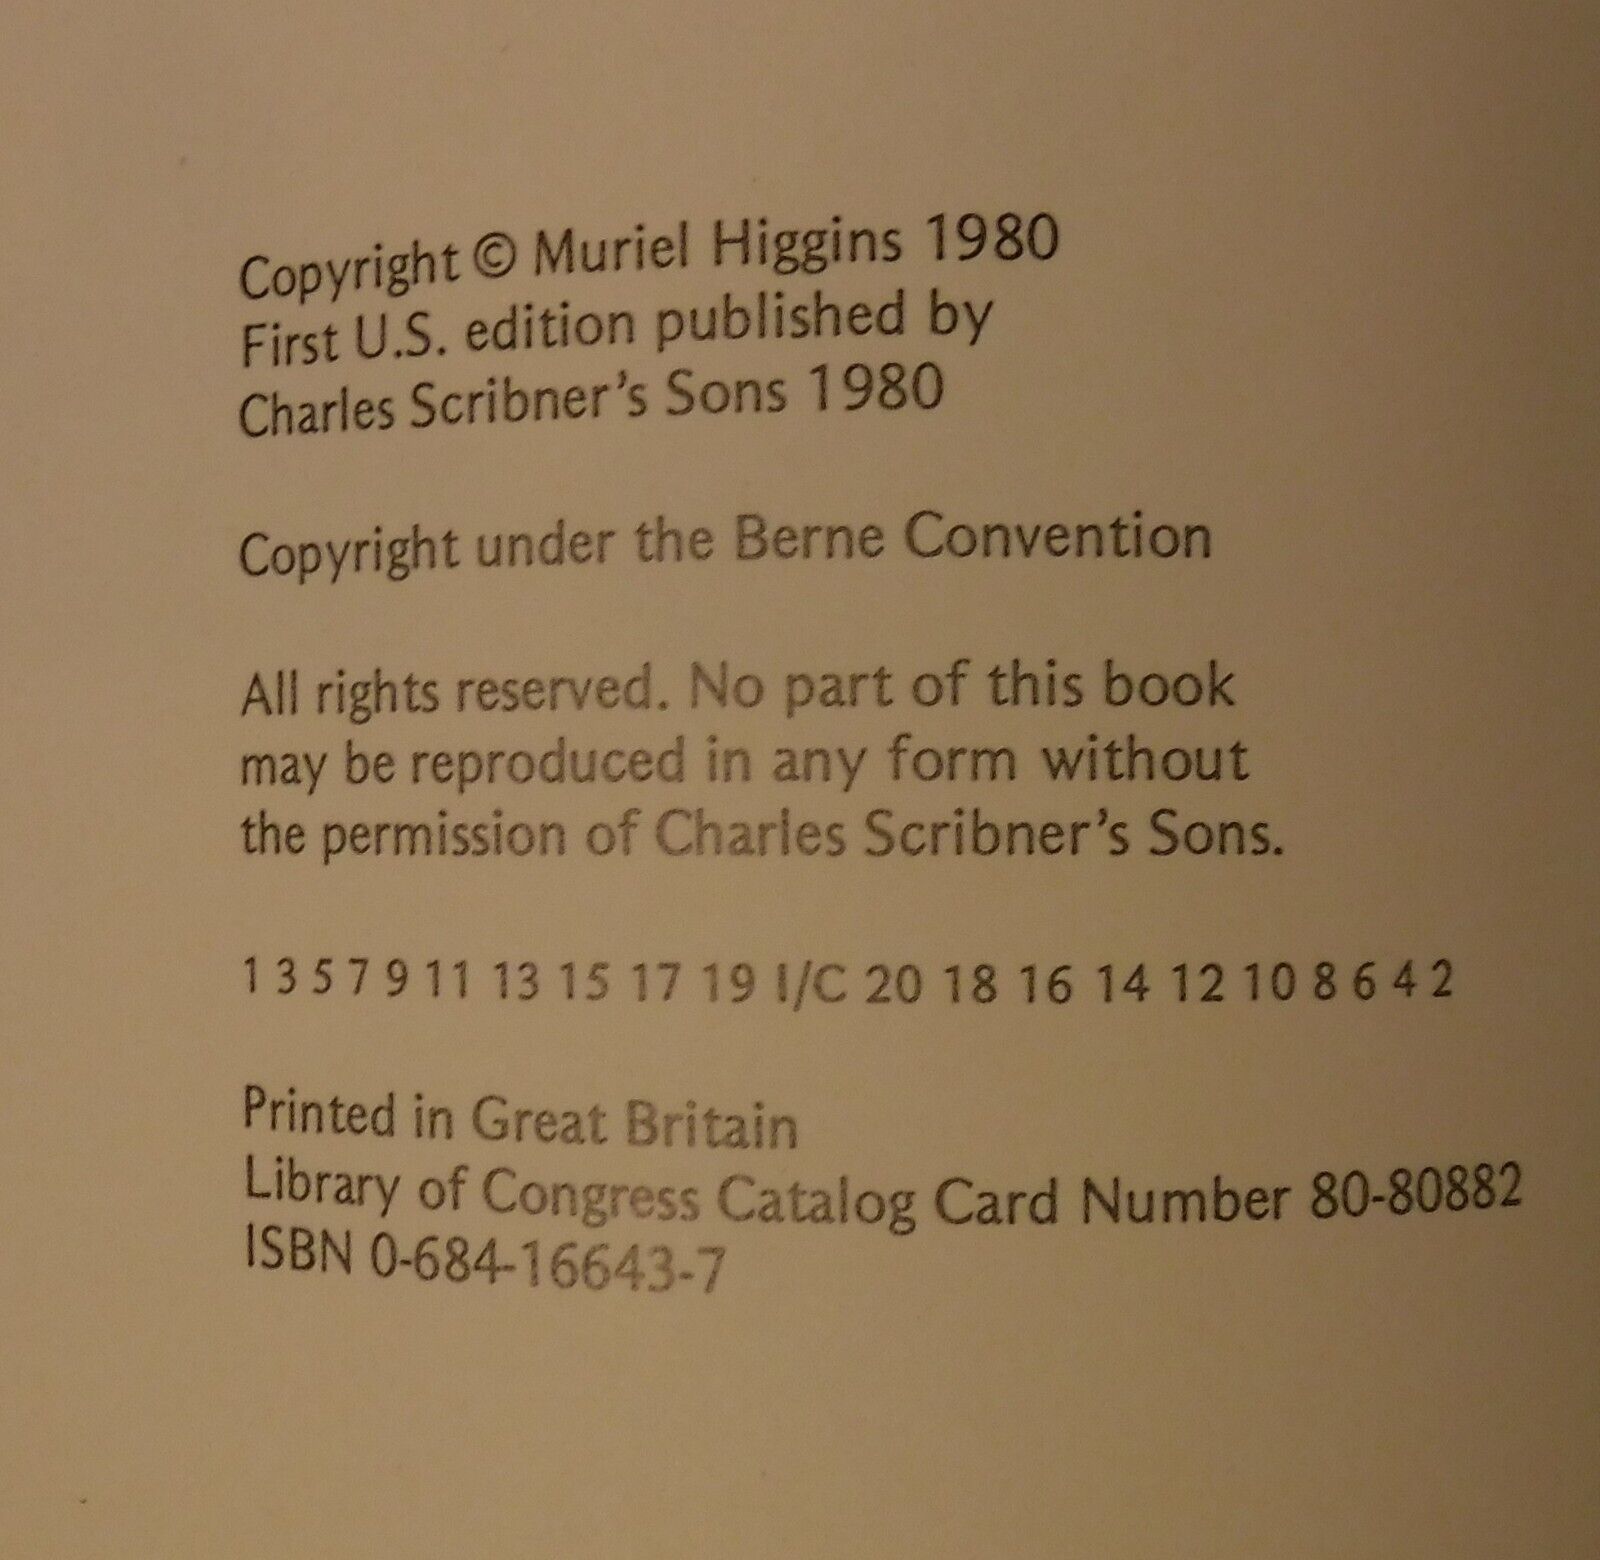 Copyright © Muriel Higgins 1980
First U.S. edition published by
Charles Scribner's Sons 1980
Copyright under the Berne Convention
All rights reserved. No part of this book
may be reproduced in any form without
the permission of Charles Scribner's Sons.
1 3 5 7 9 11 13 15 17 19 I/C 20 18 16 14 12 10 8 6 4 2
Printed in Great Britain
Library of Congress Catalog Card Number 80-80882
ISBN 0-684-16643-7